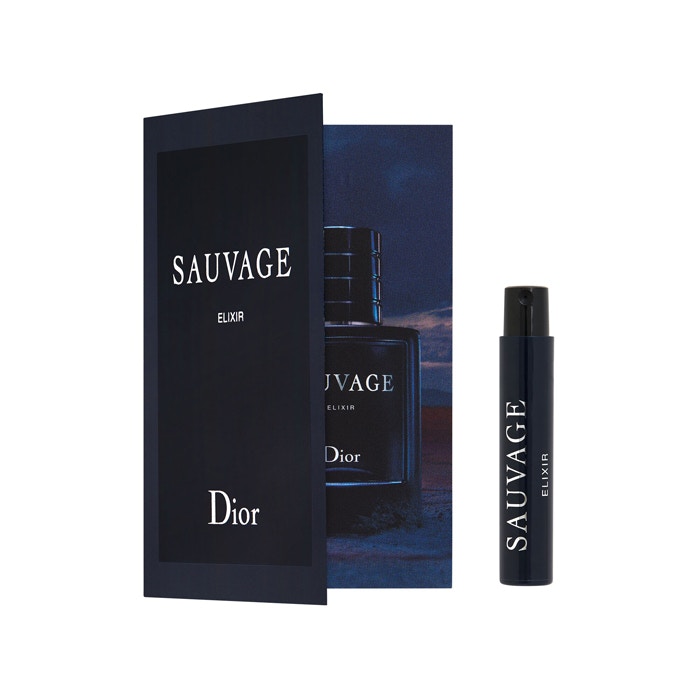 SAUVAGE
ELIXIR
Dior
UVAGE
ELIXIR
Dior
SAUVAGE
ELIXIR